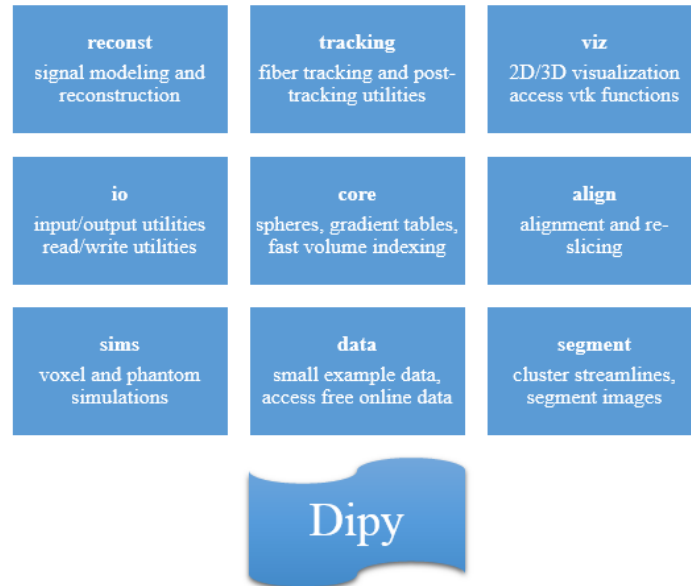 reconst
signal modeling and
reconstruction
tracking
fiber tracking and post-
tracking utilities
viz
2D/3D visualization
access vtk functions
io
input/output utilities
read/write utilities
core
spheres, gradient tables,
fast volume indexing
align
alignment and re-
slicing
sims
voxel and phantom
simulations
data
small example data,
access free online data
segment
cluster streamlines,
segment images
Dipy